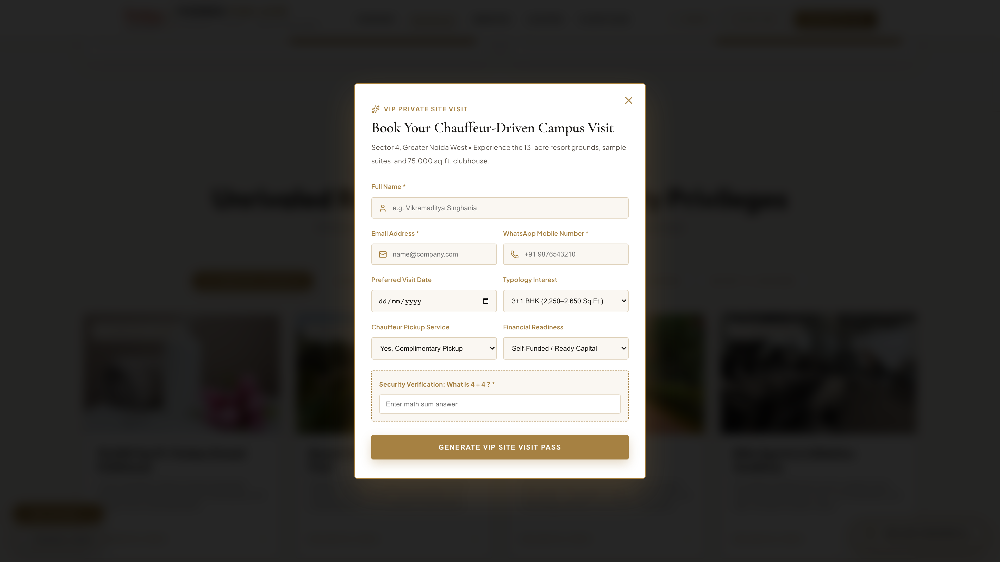 VIP PRIVATE SITE VISIT
Book Your Chauffeur-Driven Campus Visit
Sector 4, Greater Noida West • Experience the 13-acre resort grounds, sample
suites, and 75,000 sq.ft. clubhouse.
Full Name *
e.g. Vikramaditya Singhania
Email Address *
WhatsApp Mobile Number *
name@company.com
+91 9876543210
Preferred Visit Date
Typology Interest
dd/mm/yyyy
3+1 BHK (2,250–2,650 Sq.Ft.)
Chauffeur Pickup Service
Financial Readiness
Yes, Complimentary Pickup
Self-Funded / Ready Capital
Security Verification: What is 4 + 4 ? *
Enter math sum answer
GENERATE VIP SITE VISIT PASS